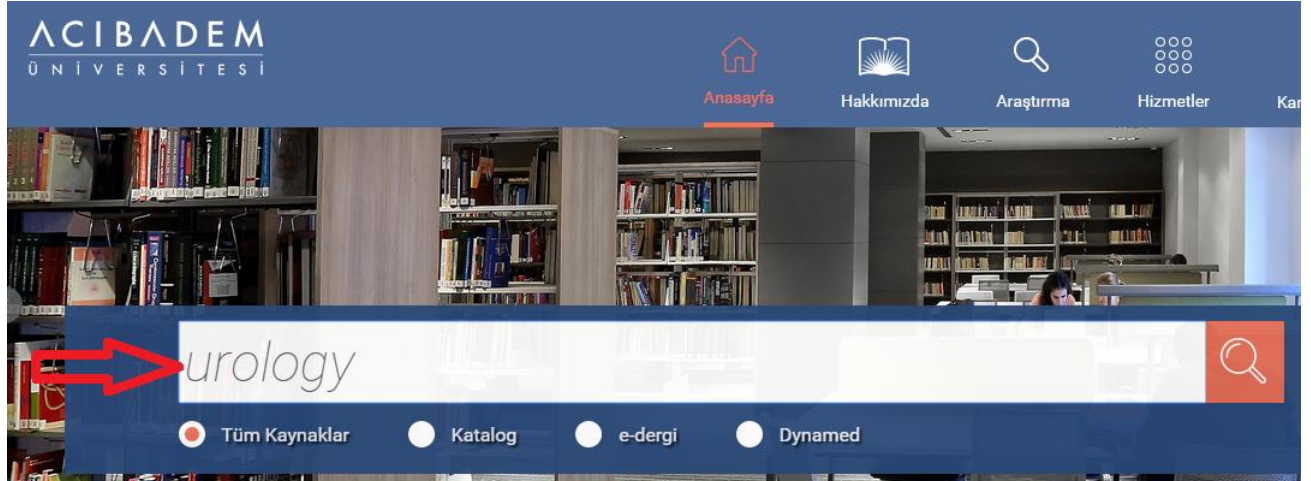 ACIBADEM
ÜNİVERSİTESİ
Anasayfa
Hakkımızda
Araştırma
Hizmetler
urology
Tüm Kaynaklar
Katalog
e-dergi
Dynamed